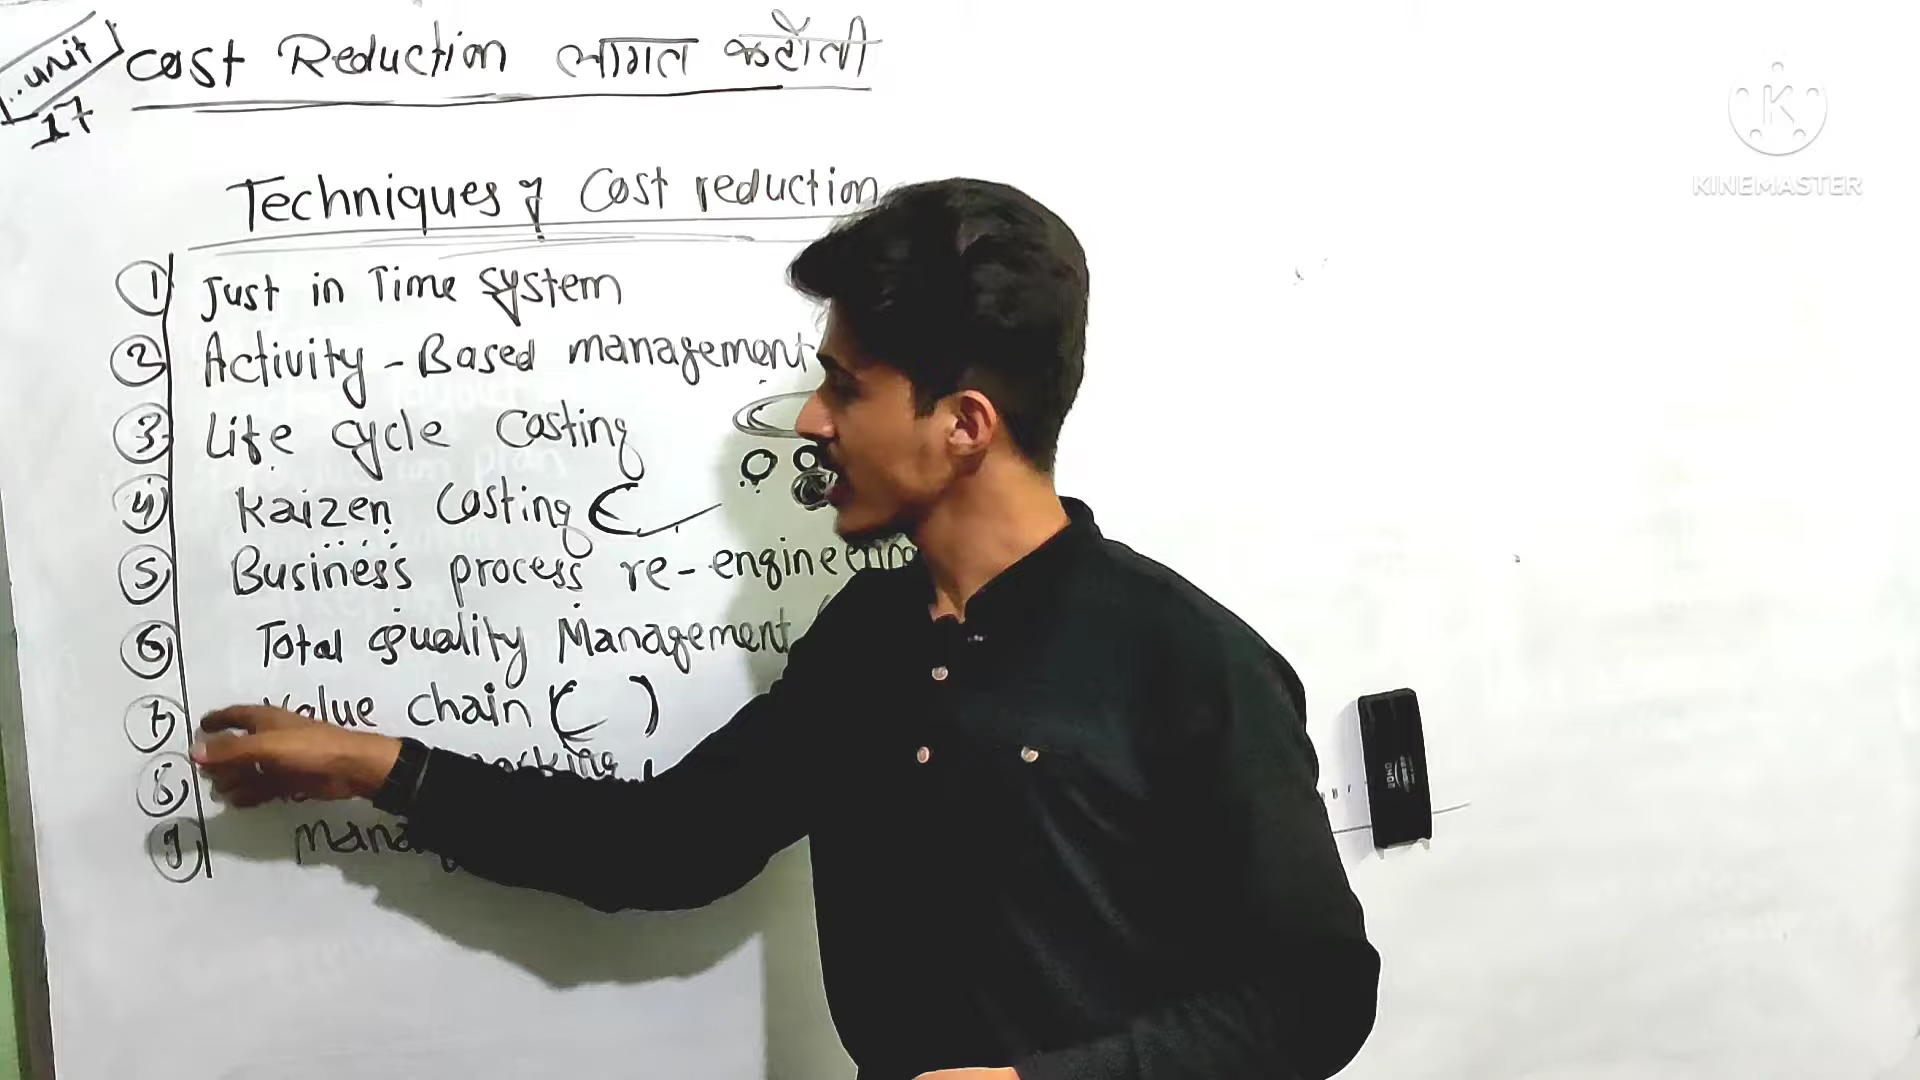 unit
17
Cost Reduction लागत कटौती
Techniques of Cost reduction
1 Just in Time system
2 Activity - Based management
3 Life cycle Costing
4 Kaizen Costing
5 Business process re-engineering
6 Total Quality Management
7 Value chain ( )
8
9
K
KINEMASTER